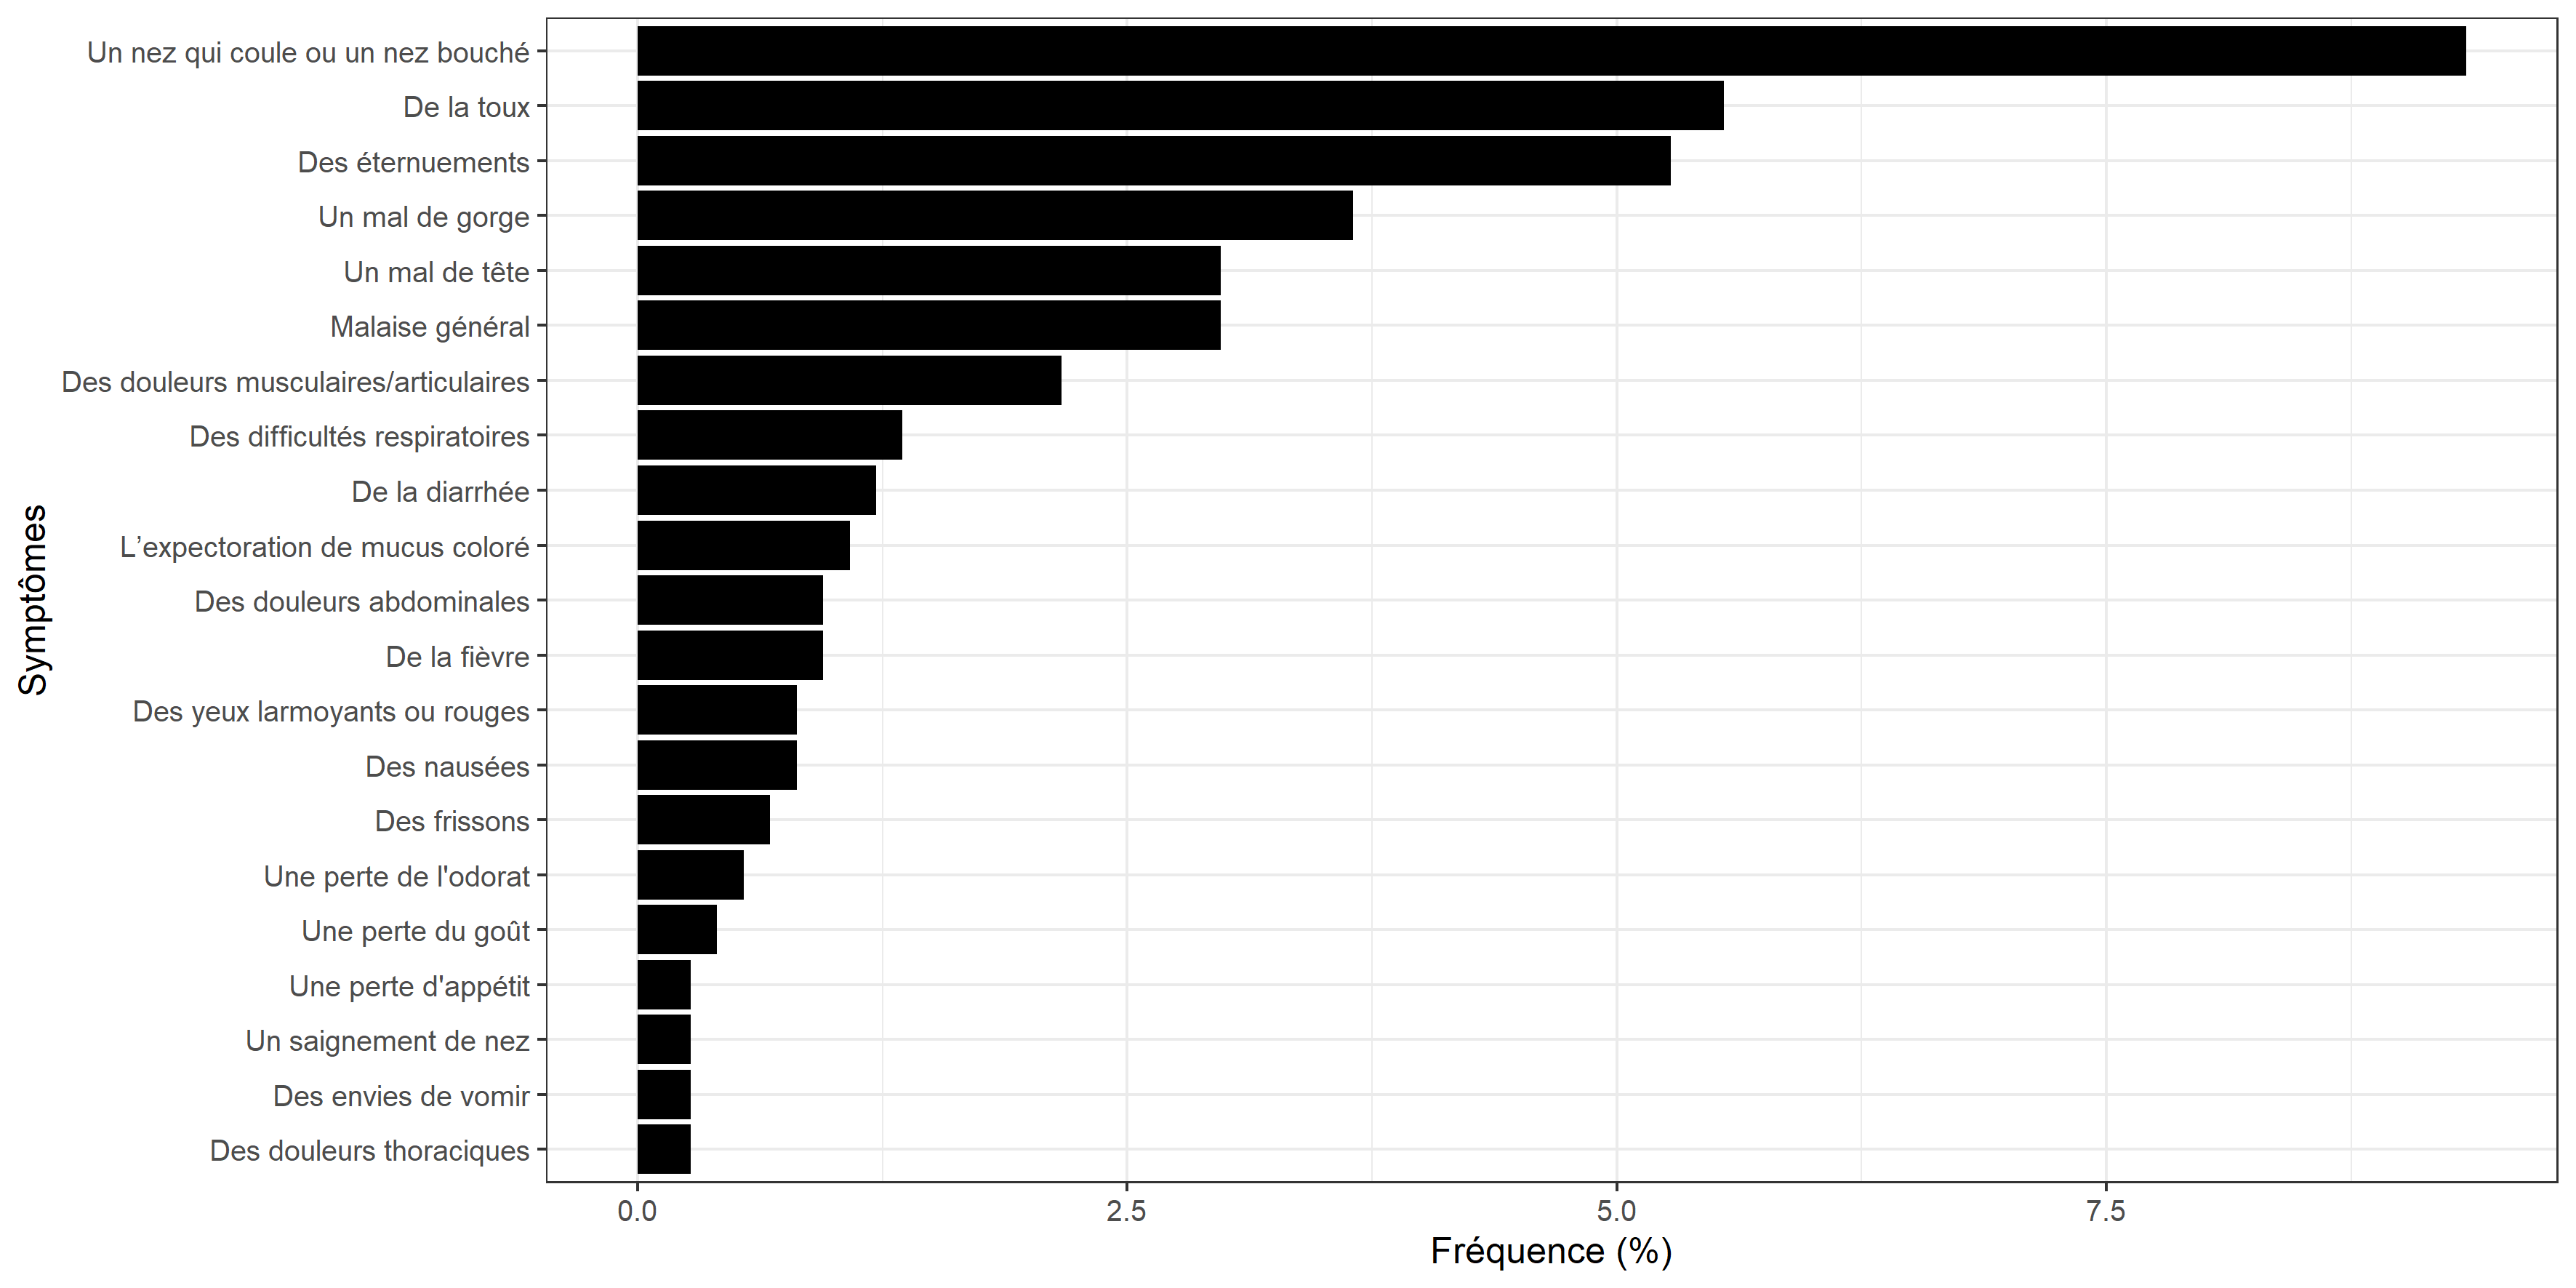 Symptômes
Un nez qui coule ou un nez bouché
De la toux
Des éternuements
Un mal de gorge
Un mal de tête
Malaise général
Des douleurs musculaires/articulaires
Des difficultés respiratoires
De la diarrhée
L’expectoration de mucus coloré
Des douleurs abdominales
De la fièvre
Des yeux larmoyants ou rouges
Des nausées
Des frissons
Une perte de l'odorat
Une perte du goût
Une perte d'appétit
Un saignement de nez
Des envies de vomir
Des douleurs thoraciques
0.0 2.5 5.0 7.5
Fréquence (%)